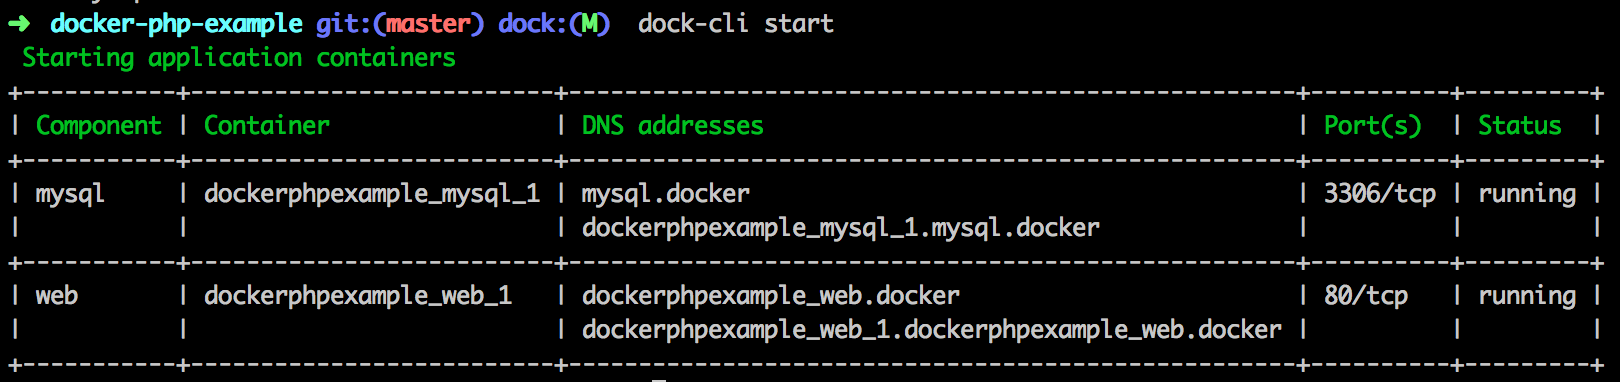 ➜  docker-php-example git:(master) dock:(M)  dock-cli start
 Starting application containers
+-----------+--------------------------+----------------------------------------------------+----------+---------+
| Component | Container                | DNS addresses                                      | Port(s)  | Status  |
+-----------+--------------------------+----------------------------------------------------+----------+---------+
| mysql     | dockerphpexample_mysql_1 | mysql.docker                                       | 3306/tcp | running |
|           |                          | dockerphpexample_mysql_1.mysql.docker              |          |         |
+-----------+--------------------------+----------------------------------------------------+----------+---------+
| web       | dockerphpexample_web_1   | dockerphpexample_web.docker                        | 80/tcp   | running |
|           |                          | dockerphpexample_web_1.dockerphpexample_web.docker |          |         |
+-----------+--------------------------+----------------------------------------------------+----------+---------+